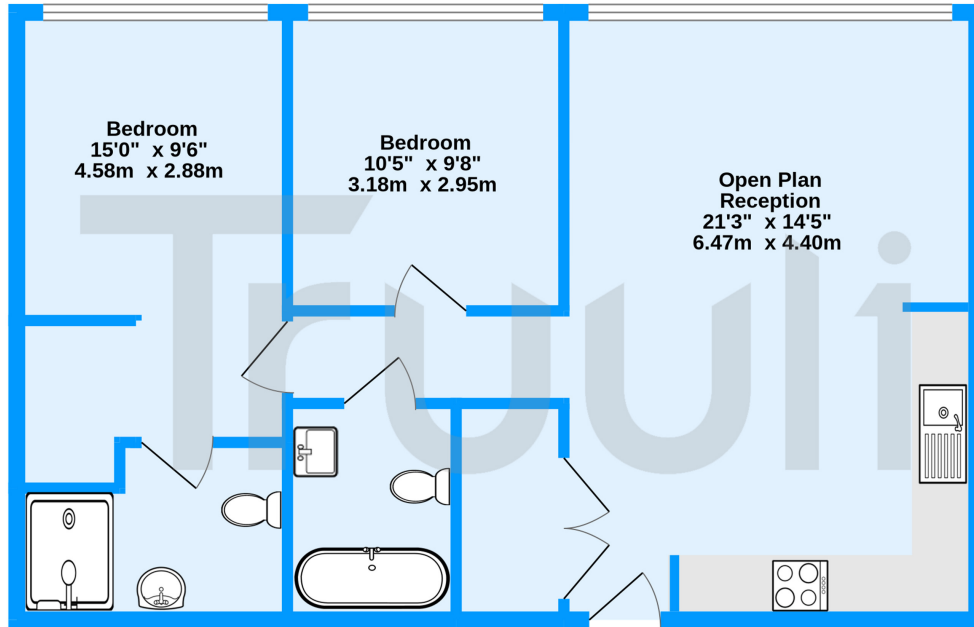 Bedroom
15'0" x 9'6"
4.58m x 2.88m
Bedroom
10'5" x 9'8"
3.18m x 2.95m
Open Plan
Reception
21'3" x 14'5"
6.47m x 4.40m
Truuli